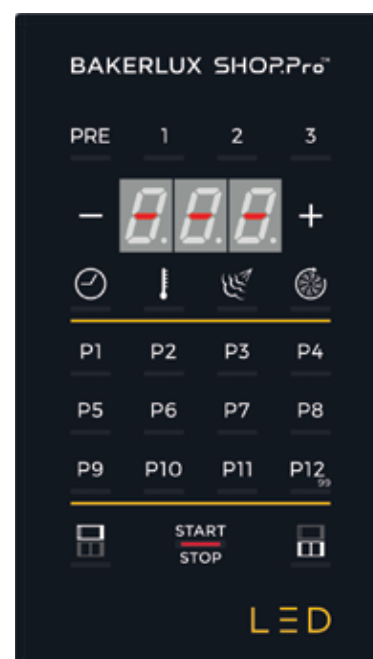 BAKERLUX SHOP.Pro™
PRE 1 2 3
− - - - +
P1 P2 P3 P4
P5 P6 P7 P8
P9 P10 P11 P12
99
START
STOP
LED